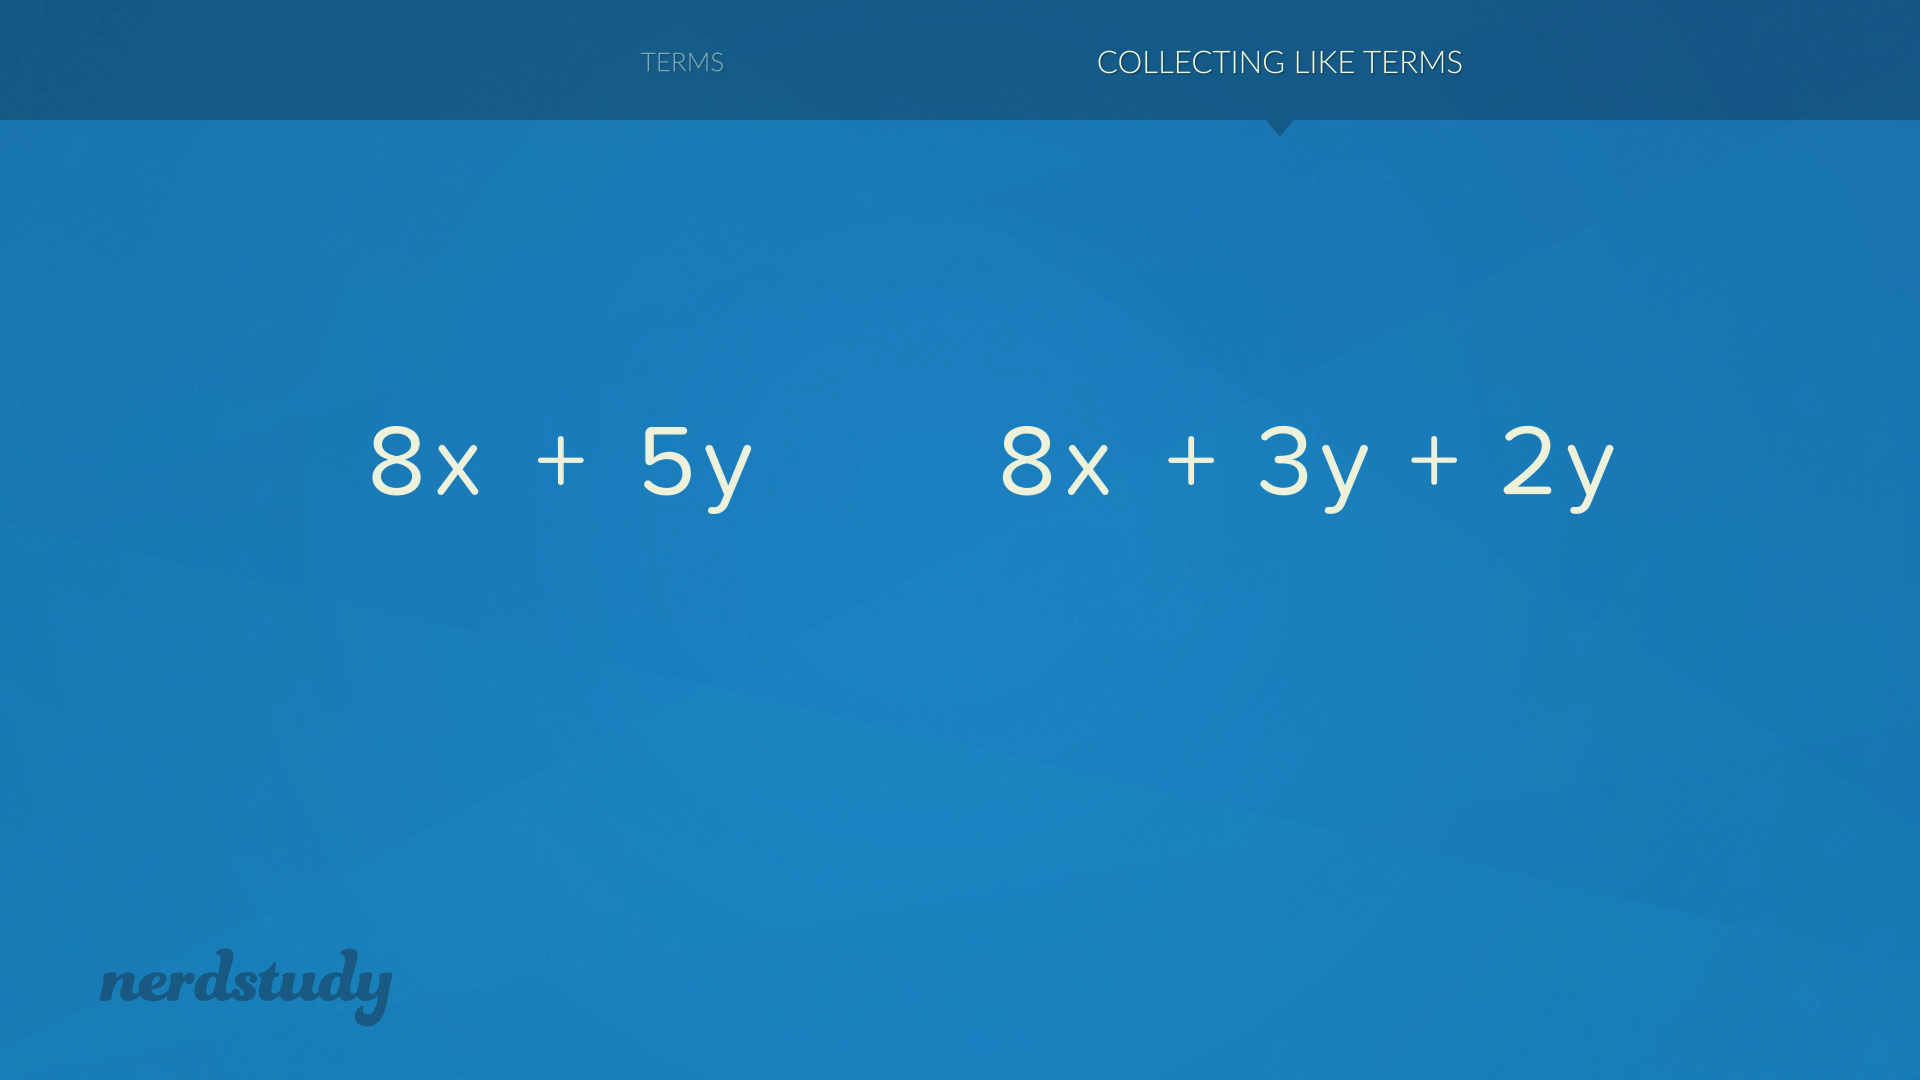 TERMS
COLLECTING LIKE TERMS
8x + 5y
8x + 3y + 2y
nerdstudy